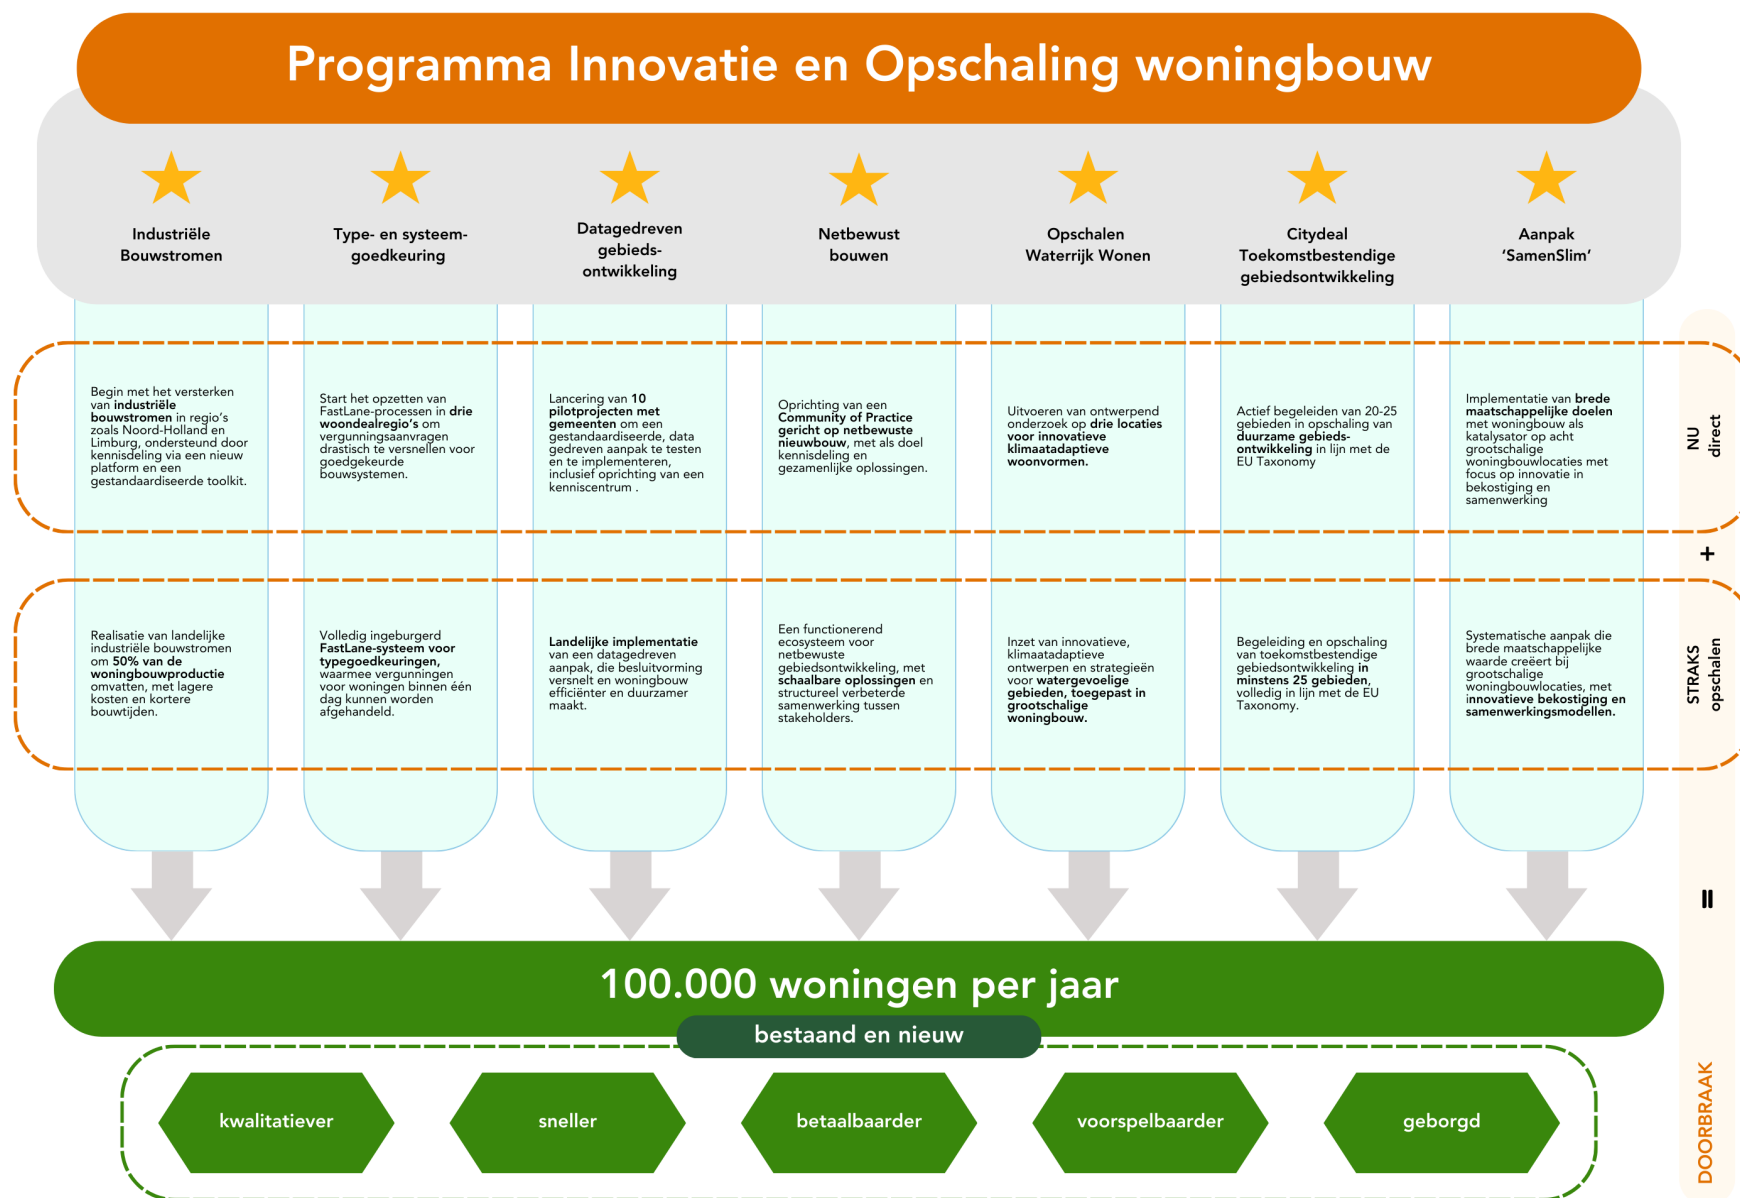 Programma Innovatie en Opschaling woningbouw
Industriële
Bouwstromen
Type- en systeem-
goedkeuring
Datagedreven
gebieds-
ontwikkeling
Netbewust
bouwen
Opschalen
Waterrijk Wonen
Citydeal
Toekomstbestendige
gebiedsontwikkeling
Aanpak
‘SamenSlim’
Begin met het versterken
van industriële
bouwstromen in regio’s
zoals Noord-Holland en
Limburg, ondersteund door
kennisdeling via een nieuw
platform en een
gestandaardiseerde toolkit.
Start het opzetten van
FastLane-processen in drie
woondealregio’s om
vergunningsaanvragen
drastisch te versnellen voor
goedgekeurde
bouwsystemen.
Lancering van 10
pilotprojecten met
gemeenten om een
gestandaardiseerde, data
gedreven aanpak te testen
en te implementeren,
inclusief oprichting van een
kenniscentrum .
Oprichting van een
Community of Practice
gericht op netbewuste
nieuwbouw, met als doel
kennisdeling en
gezamenlijke oplossingen.
Uitvoeren van ontwerpend
onderzoek op drie locaties
voor innovatieve
klimaatadaptieve
woonvormen.
Actief begeleiden van 20-25
gebieden in opschaling van
duurzame gebieds-
ontwikkeling in lijn met de
EU Taxonomy
Implementatie van brede
maatschappelijke doelen
met woningbouw als
katalysator op acht
grootschalige
woningbouwlocaties met
focus op innovatie in
bekostiging en
samenwerking
NU
direct
+
Realisatie van landelijke
industriële bouwstromen
om 50% van de
woningbouwproductie
omvatten, met lagere
kosten en kortere
bouwtijden.
Volledig ingeburgerd
FastLane-systeem voor
typegoedkeuringen,
waarmee vergunningen
voor woningen binnen één
dag kunnen worden
afgehandeld.
Landelijke implementatie
van een datagedreven
aanpak, die besluitvorming
versnelt en woningbouw
efficiënter en duurzamer
maakt.
Een functionerend
ecosysteem voor
netbewuste
gebiedsontwikkeling, met
schaalbare oplossingen en
structureel verbeterde
samenwerking tussen
stakeholders.
Inzet van innovatieve,
klimaatadaptieve
ontwerpen en strategieën
voor watergevoelige
gebieden, toegepast in
grootschalige
woningbouw.
Begeleiding en opschaling
van toekomstbestendige
gebiedsontwikkeling in
minstens 25 gebieden,
volledig in lijn met de EU
Taxonomy.
Systematische aanpak die
brede maatschappelijke
waarde creëert bij
grootschalige
woningbouwlocaties, met
innovatieve bekostiging en
samenwerkingsmodellen.
STRAKS
opschalen
=
100.000 woningen per jaar
bestaand en nieuw
kwalitatiever
sneller
betaalbaarder
voorspelbaarder
geborgd
DOORBRAAK